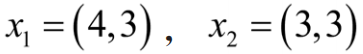 x₁ = (4,3) , x₂ = (3,3)